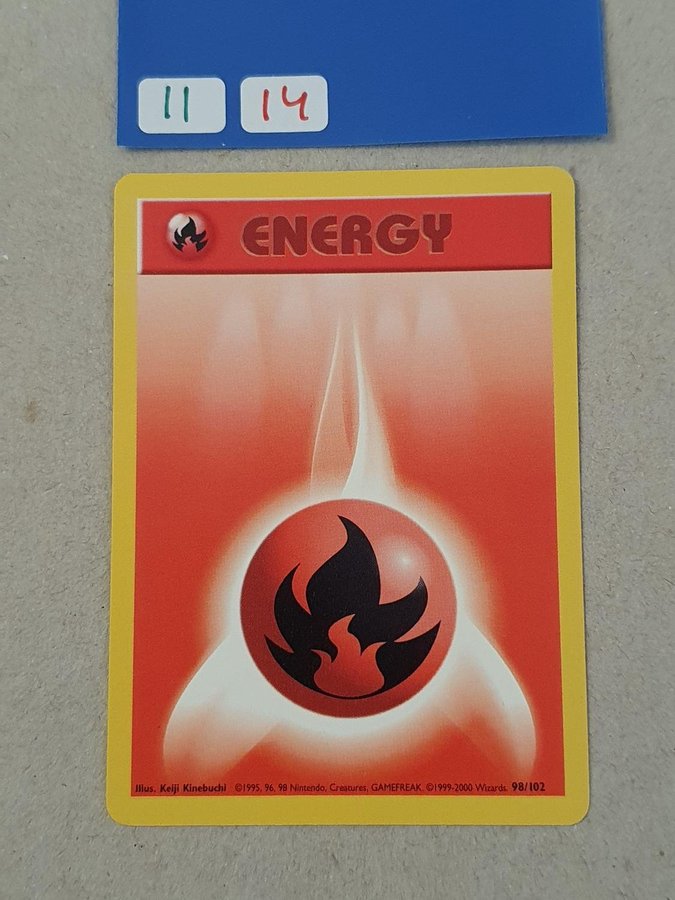 11 14
ENERGY
Illus. Keiji Kinebuchi ©1995, 96, 98 Nintendo, Creatures, GAMEFREAK. ©1999-2000 Wizards. 98/102